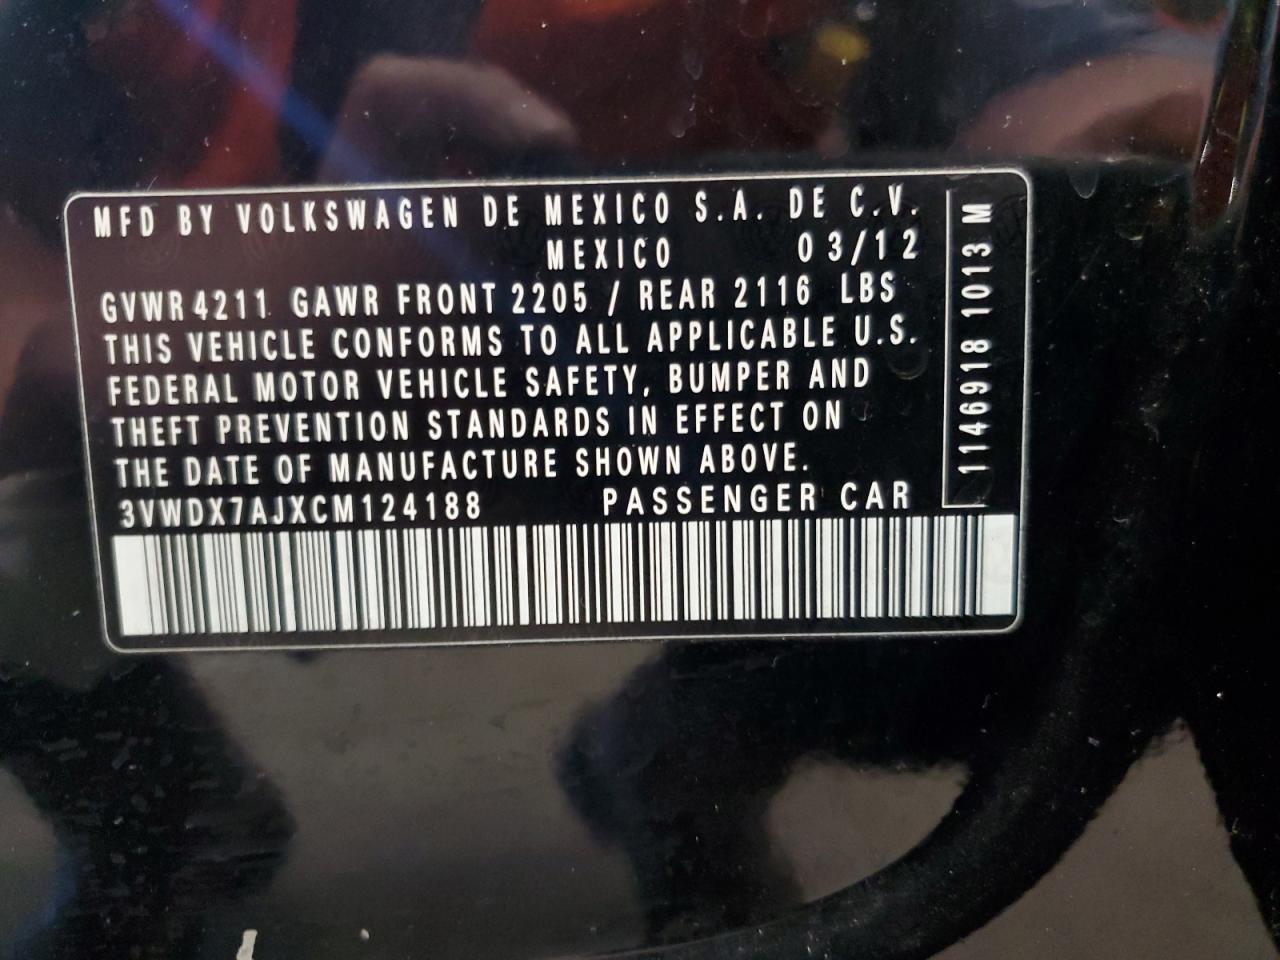 MFD BY VOLKSWAGEN DE MEXICO S.A. DE C.V.
MEXICO 03/12
GVWR 4211 GAWR FRONT 2205 / REAR 2116 LBS
THIS VEHICLE CONFORMS TO ALL APPLICABLE U.S.
FEDERAL MOTOR VEHICLE SAFETY, BUMPER AND
THEFT PREVENTION STANDARDS IN EFFECT ON
THE DATE OF MANUFACTURE SHOWN ABOVE.
3VWDX7AJXCM124188 PASSENGER CAR
1146918 1013 M